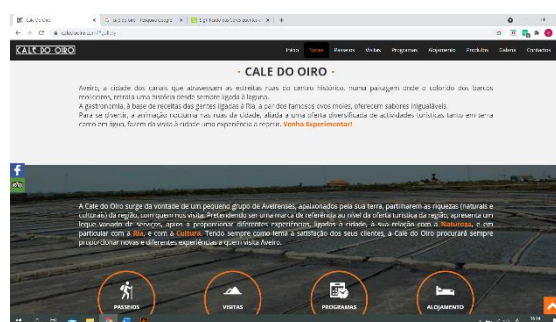 Cale do Oiro
caledooiro.com/#gallery
CALE DO OIRO
Início Sobre Passeios Visitas Programas Alojamento Produtos Galeria Contactos
- CALE DO OIRO -
Aveiro, a cidade dos canais que atravessam as estreitas ruas do centro histórico, numa paisagem onde o colorido dos barcos
moliceiros, retrata uma história desde sempre ligada à laguna.
A gastronomia, à base de receitas das gentes ligadas à Ria, a par dos famosos ovos moles, oferecem sabores inigualáveis.
Para se divertir, a animação nocturna nas ruas da cidade, aliada a uma oferta diversificada de actividades turísticas tanto em terra
como em água, fazem da visita à cidade uma experiência a repetir. Venha Experimentar!
A Cale do Oiro surge da vontade de um pequeno grupo de Aveirenses, apaixonados pela sua terra, partilharem as riquezas (naturais e
culturais) da região, com quem nos visita. Pretendendo ser uma marca de referência ao nível da oferta turística da região, apresenta um
leque variado de serviços, aptos a proporcionar diferentes experiências, ligadas à cidade, à sua relação com a Natureza, e em
particular com a Ria, e com a Cultura. Tendo sempre como lema a satisfação dos seus clientes, a Cale do Oiro procurará sempre
proporcionar novas e diferentes experiências a quem visita Aveiro.
PASSEIOS VISITAS PROGRAMAS ALOJAMENTO